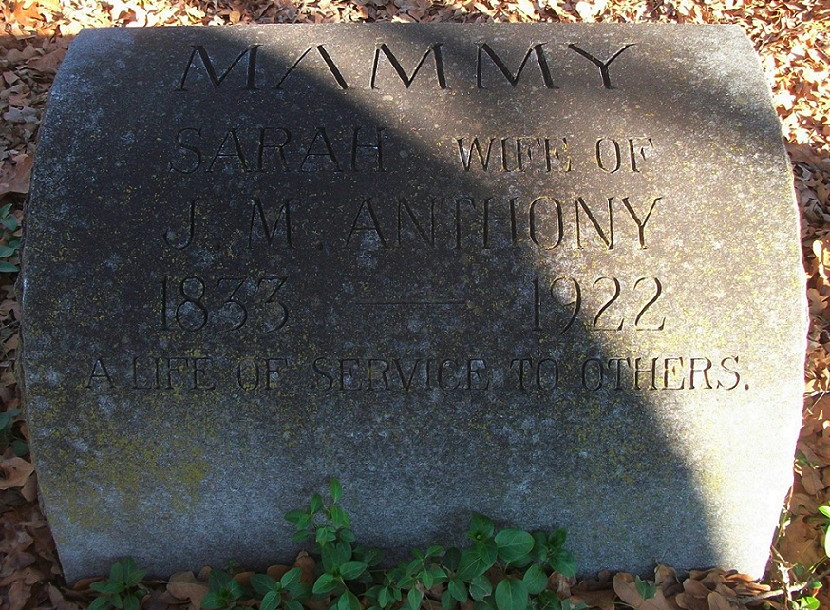 MAMMY
SARAH WIFE OF
J. M. ANTHONY
1833 — 1922
A LIFE OF SERVICE TO OTHERS.